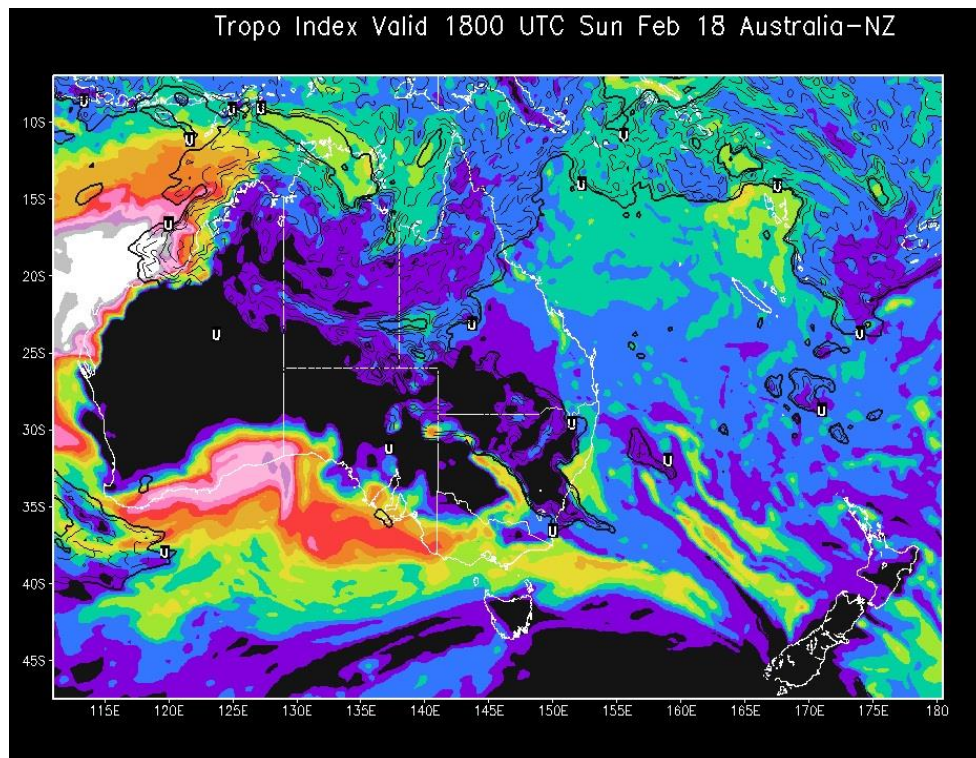 Tropo Index Valid 1800 UTC Sun Feb 18 Australia-NZ
U
U U
10S
U
U
U
15S
U
20S
U
U U
25S
U
U
30S
U
U
35S
U
U
40S
45S
115E 120E 125E 130E 135E 140E 145E 150E 155E 160E 165E 170E 175E 180